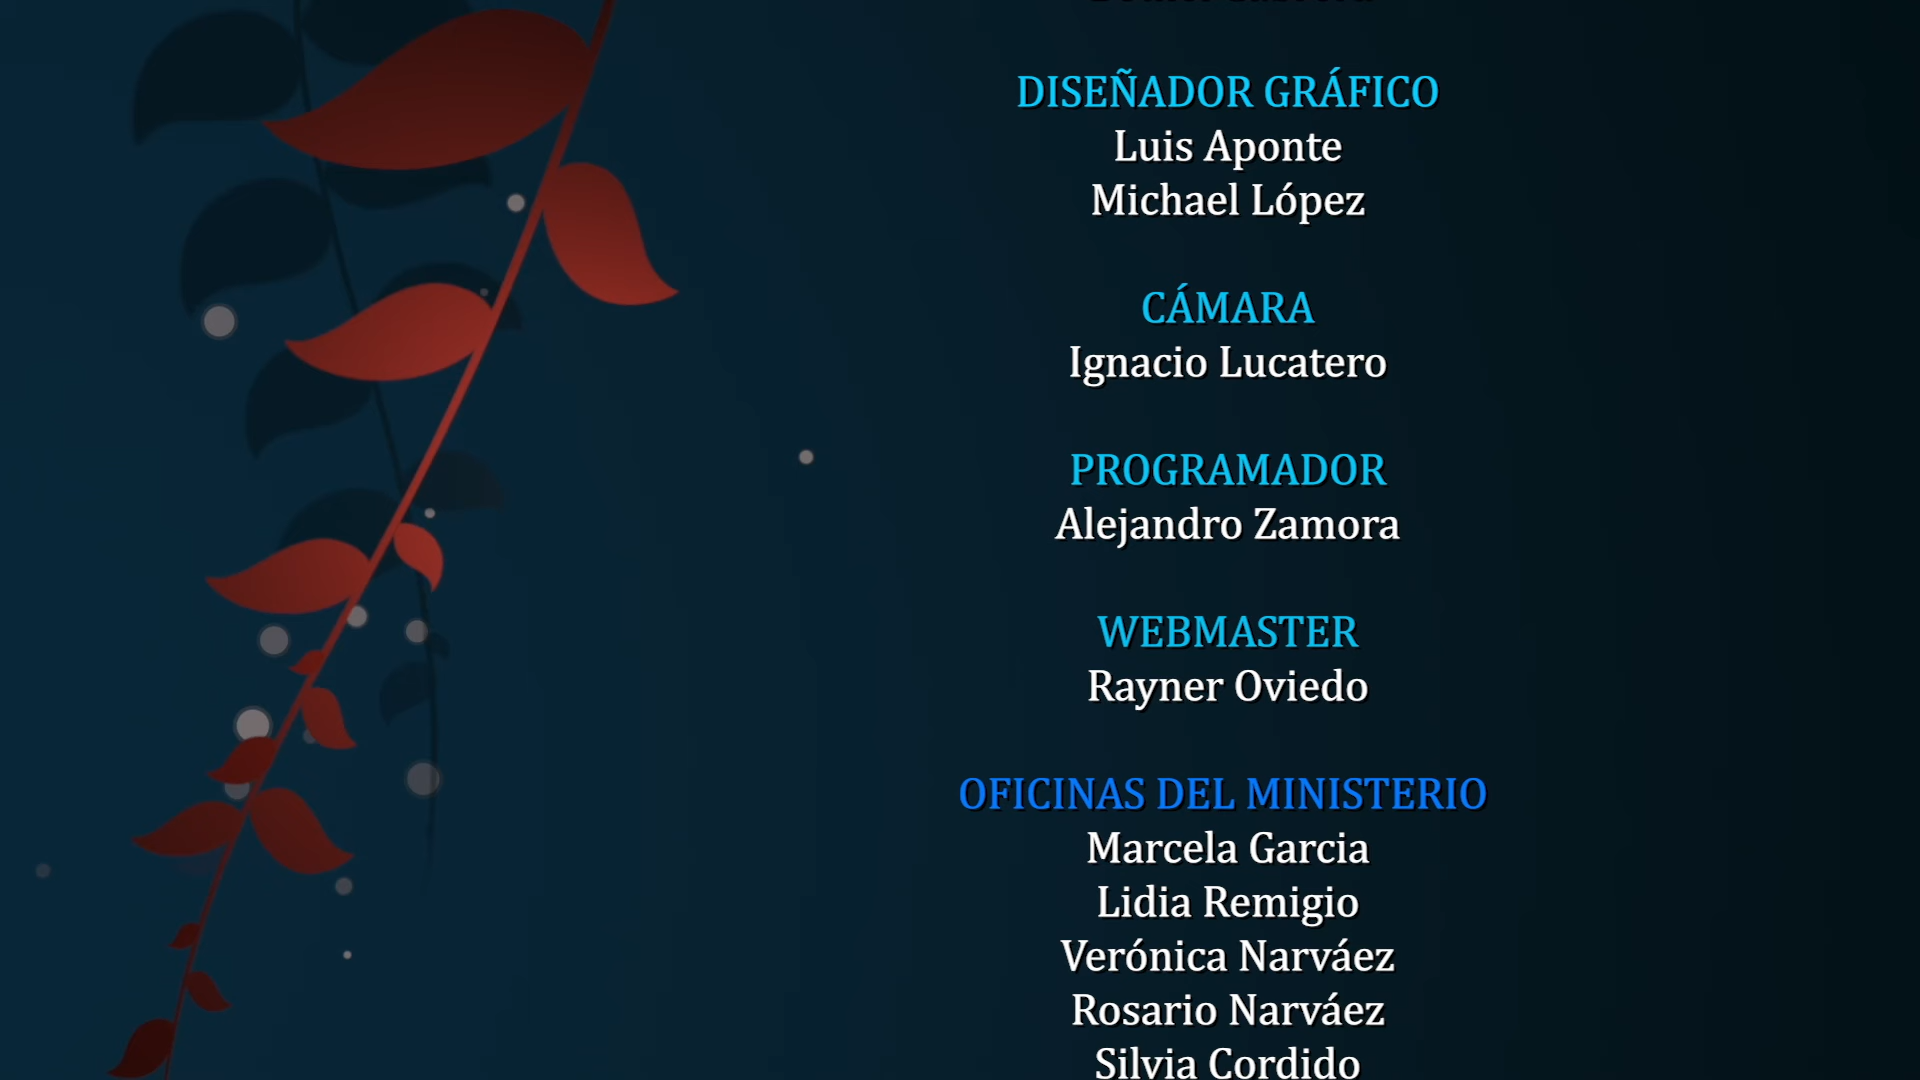 DISEÑADOR GRÁFICO
Luis Aponte
Michael López
CÁMARA
Ignacio Lucatero
PROGRAMADOR
Alejandro Zamora
WEBMASTER
Rayner Oviedo
OFICINAS DEL MINISTERIO
Marcela Garcia
Lidia Remigio
Verónica Narváez
Rosario Narváez
Silvia Cordido